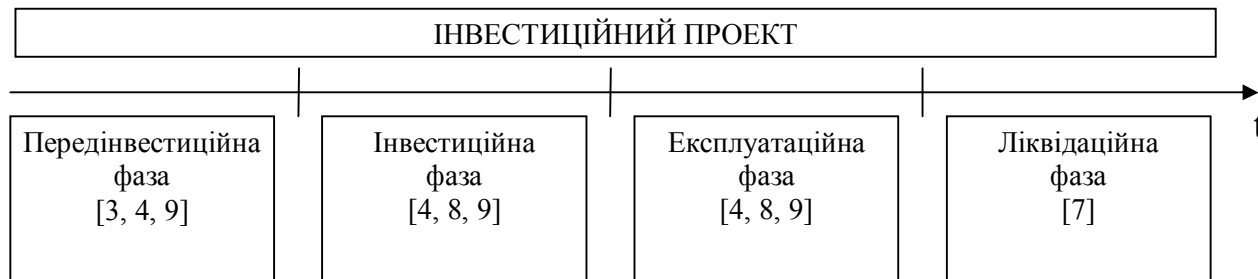 ІНВЕСТИЦІЙНИЙ ПРОЕКТ
t
Передінвестиційна
фаза
[3, 4, 9]
Інвестиційна
фаза
[4, 8, 9]
Експлуатаційна
фаза
[4, 8, 9]
Ліквідаційна
фаза
[7]